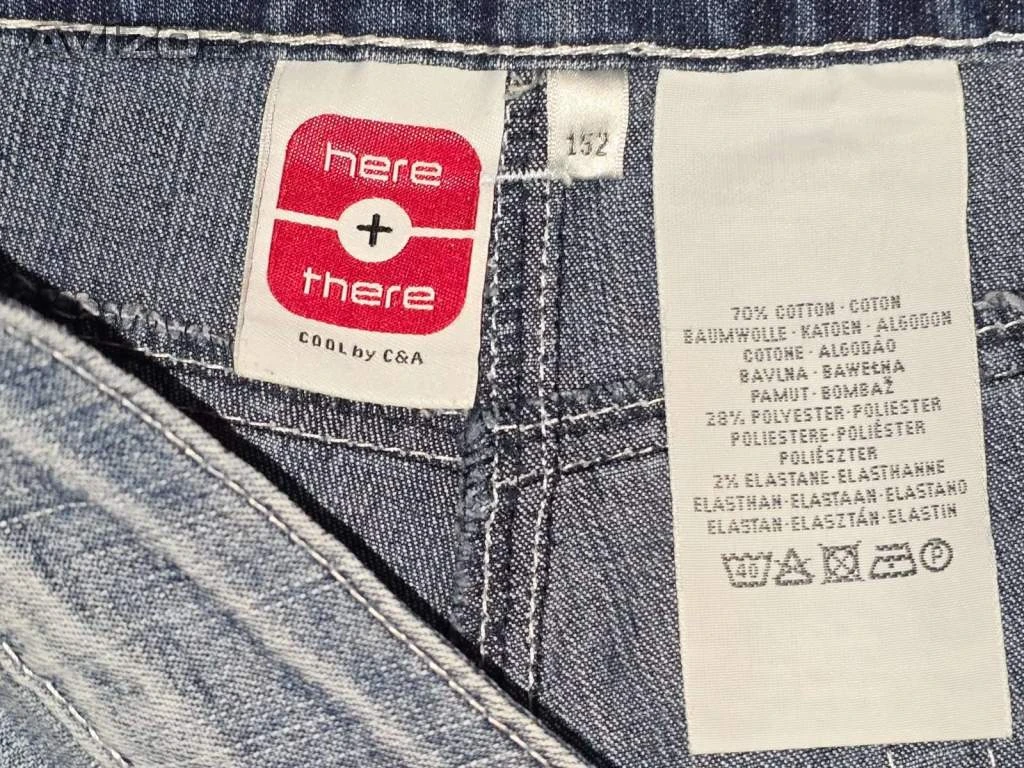 AVIZO
here
+
there
COOL by C&A
152
70% COTTON · COTON
BAUMWOLLE · KATOEN · ALGODON
COTONE · ALGODÃO
BAVLNA · BAWEŁNA
PAMUT · BOMBAŽ
28% POLYESTER · POLIESTER
POLIESTERE · POLIÉSTER
POLIÉSZTER
2% ELASTANE · ELASTHANNE
ELASTHAN · ELASTAAN · ELASTANO
ELASTAN · ELASZTÁN · ELASTIN
40 P